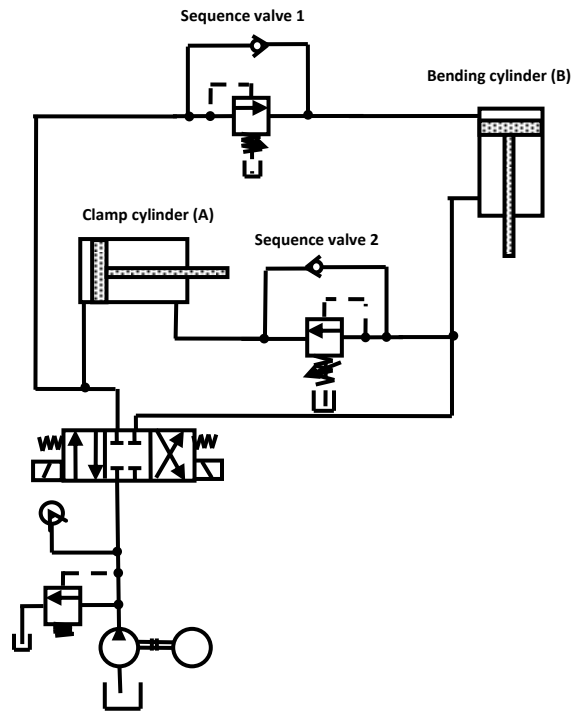 Sequence valve 1
Bending cylinder (B)
Clamp cylinder (A)
Sequence valve 2